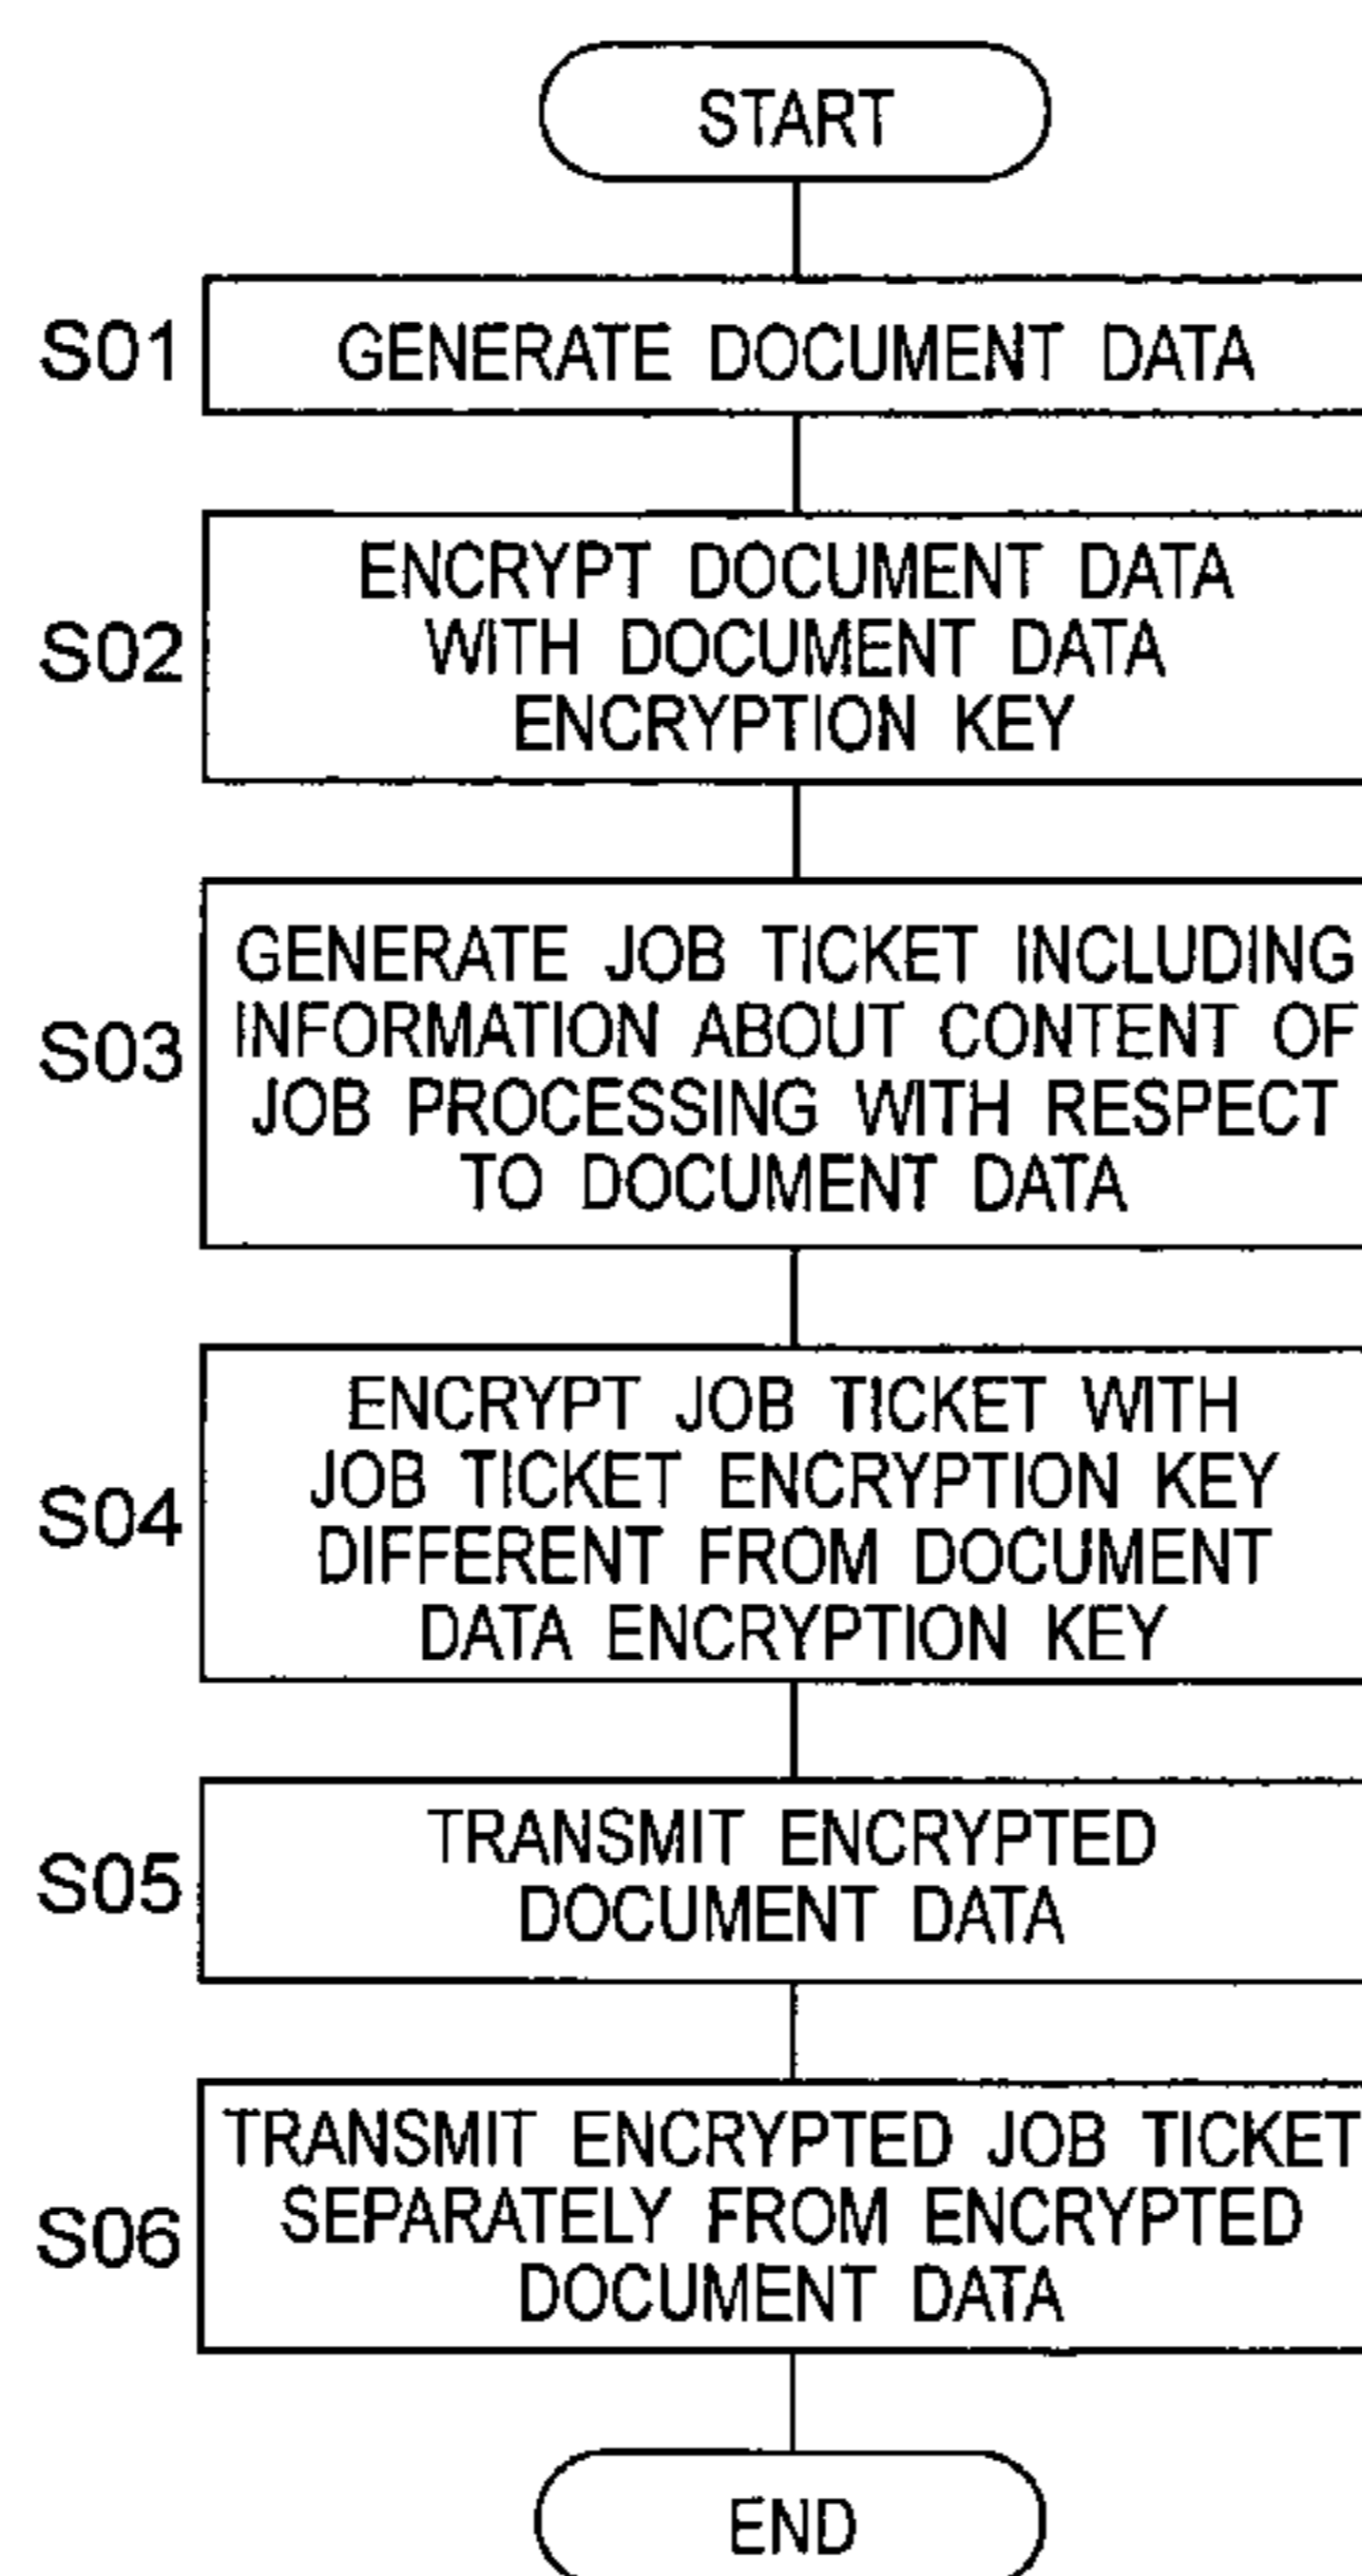 START
S01
GENERATE DOCUMENT DATA
S02
ENCRYPT DOCUMENT DATA
WITH DOCUMENT DATA
ENCRYPTION KEY
S03
GENERATE JOB TICKET INCLUDING
INFORMATION ABOUT CONTENT OF
JOB PROCESSING WITH RESPECT
TO DOCUMENT DATA
S04
ENCRYPT JOB TICKET WITH
JOB TICKET ENCRYPTION KEY
DIFFERENT FROM DOCUMENT
DATA ENCRYPTION KEY
S05
TRANSMIT ENCRYPTED
DOCUMENT DATA
S06
TRANSMIT ENCRYPTED JOB TICKET
SEPARATELY FROM ENCRYPTED
DOCUMENT DATA
END